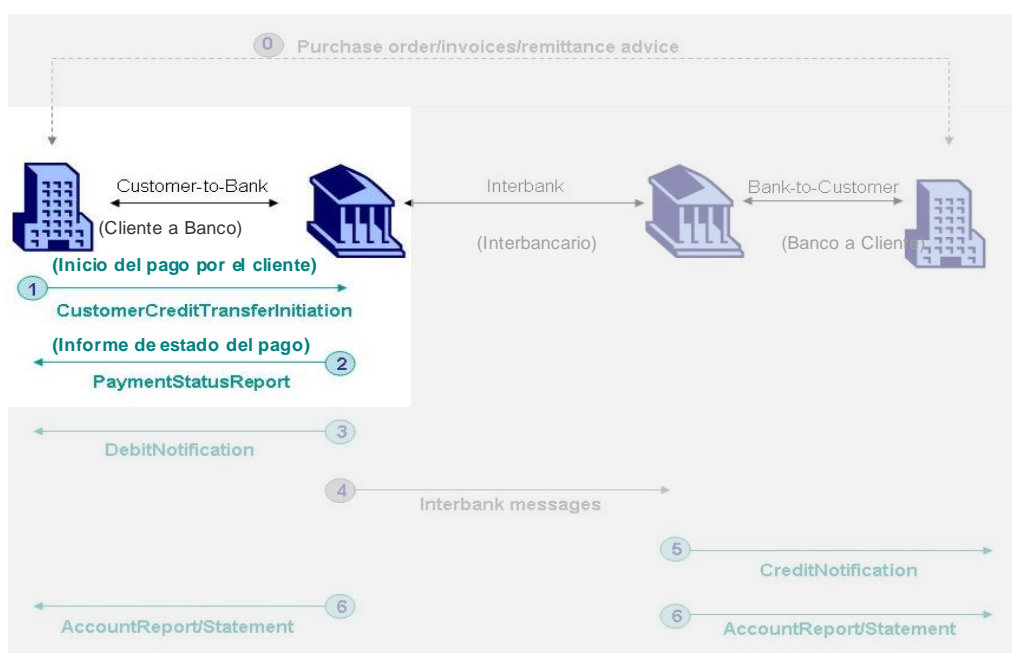 0 Purchase order/invoices/remittance advice
Customer-to-Bank
Interbank
Bank-to-Customer
(Cliente a Banco)
(Interbancario)
(Banco a Cliente)
(Inicio del pago por el cliente)
1
CustomerCreditTransferInitiation
(Informe de estado del pago)
2
PaymentStatusReport
3
DebitNotification
4
Interbank messages
5
CreditNotification
6
AccountReport/Statement
6
AccountReport/Statement